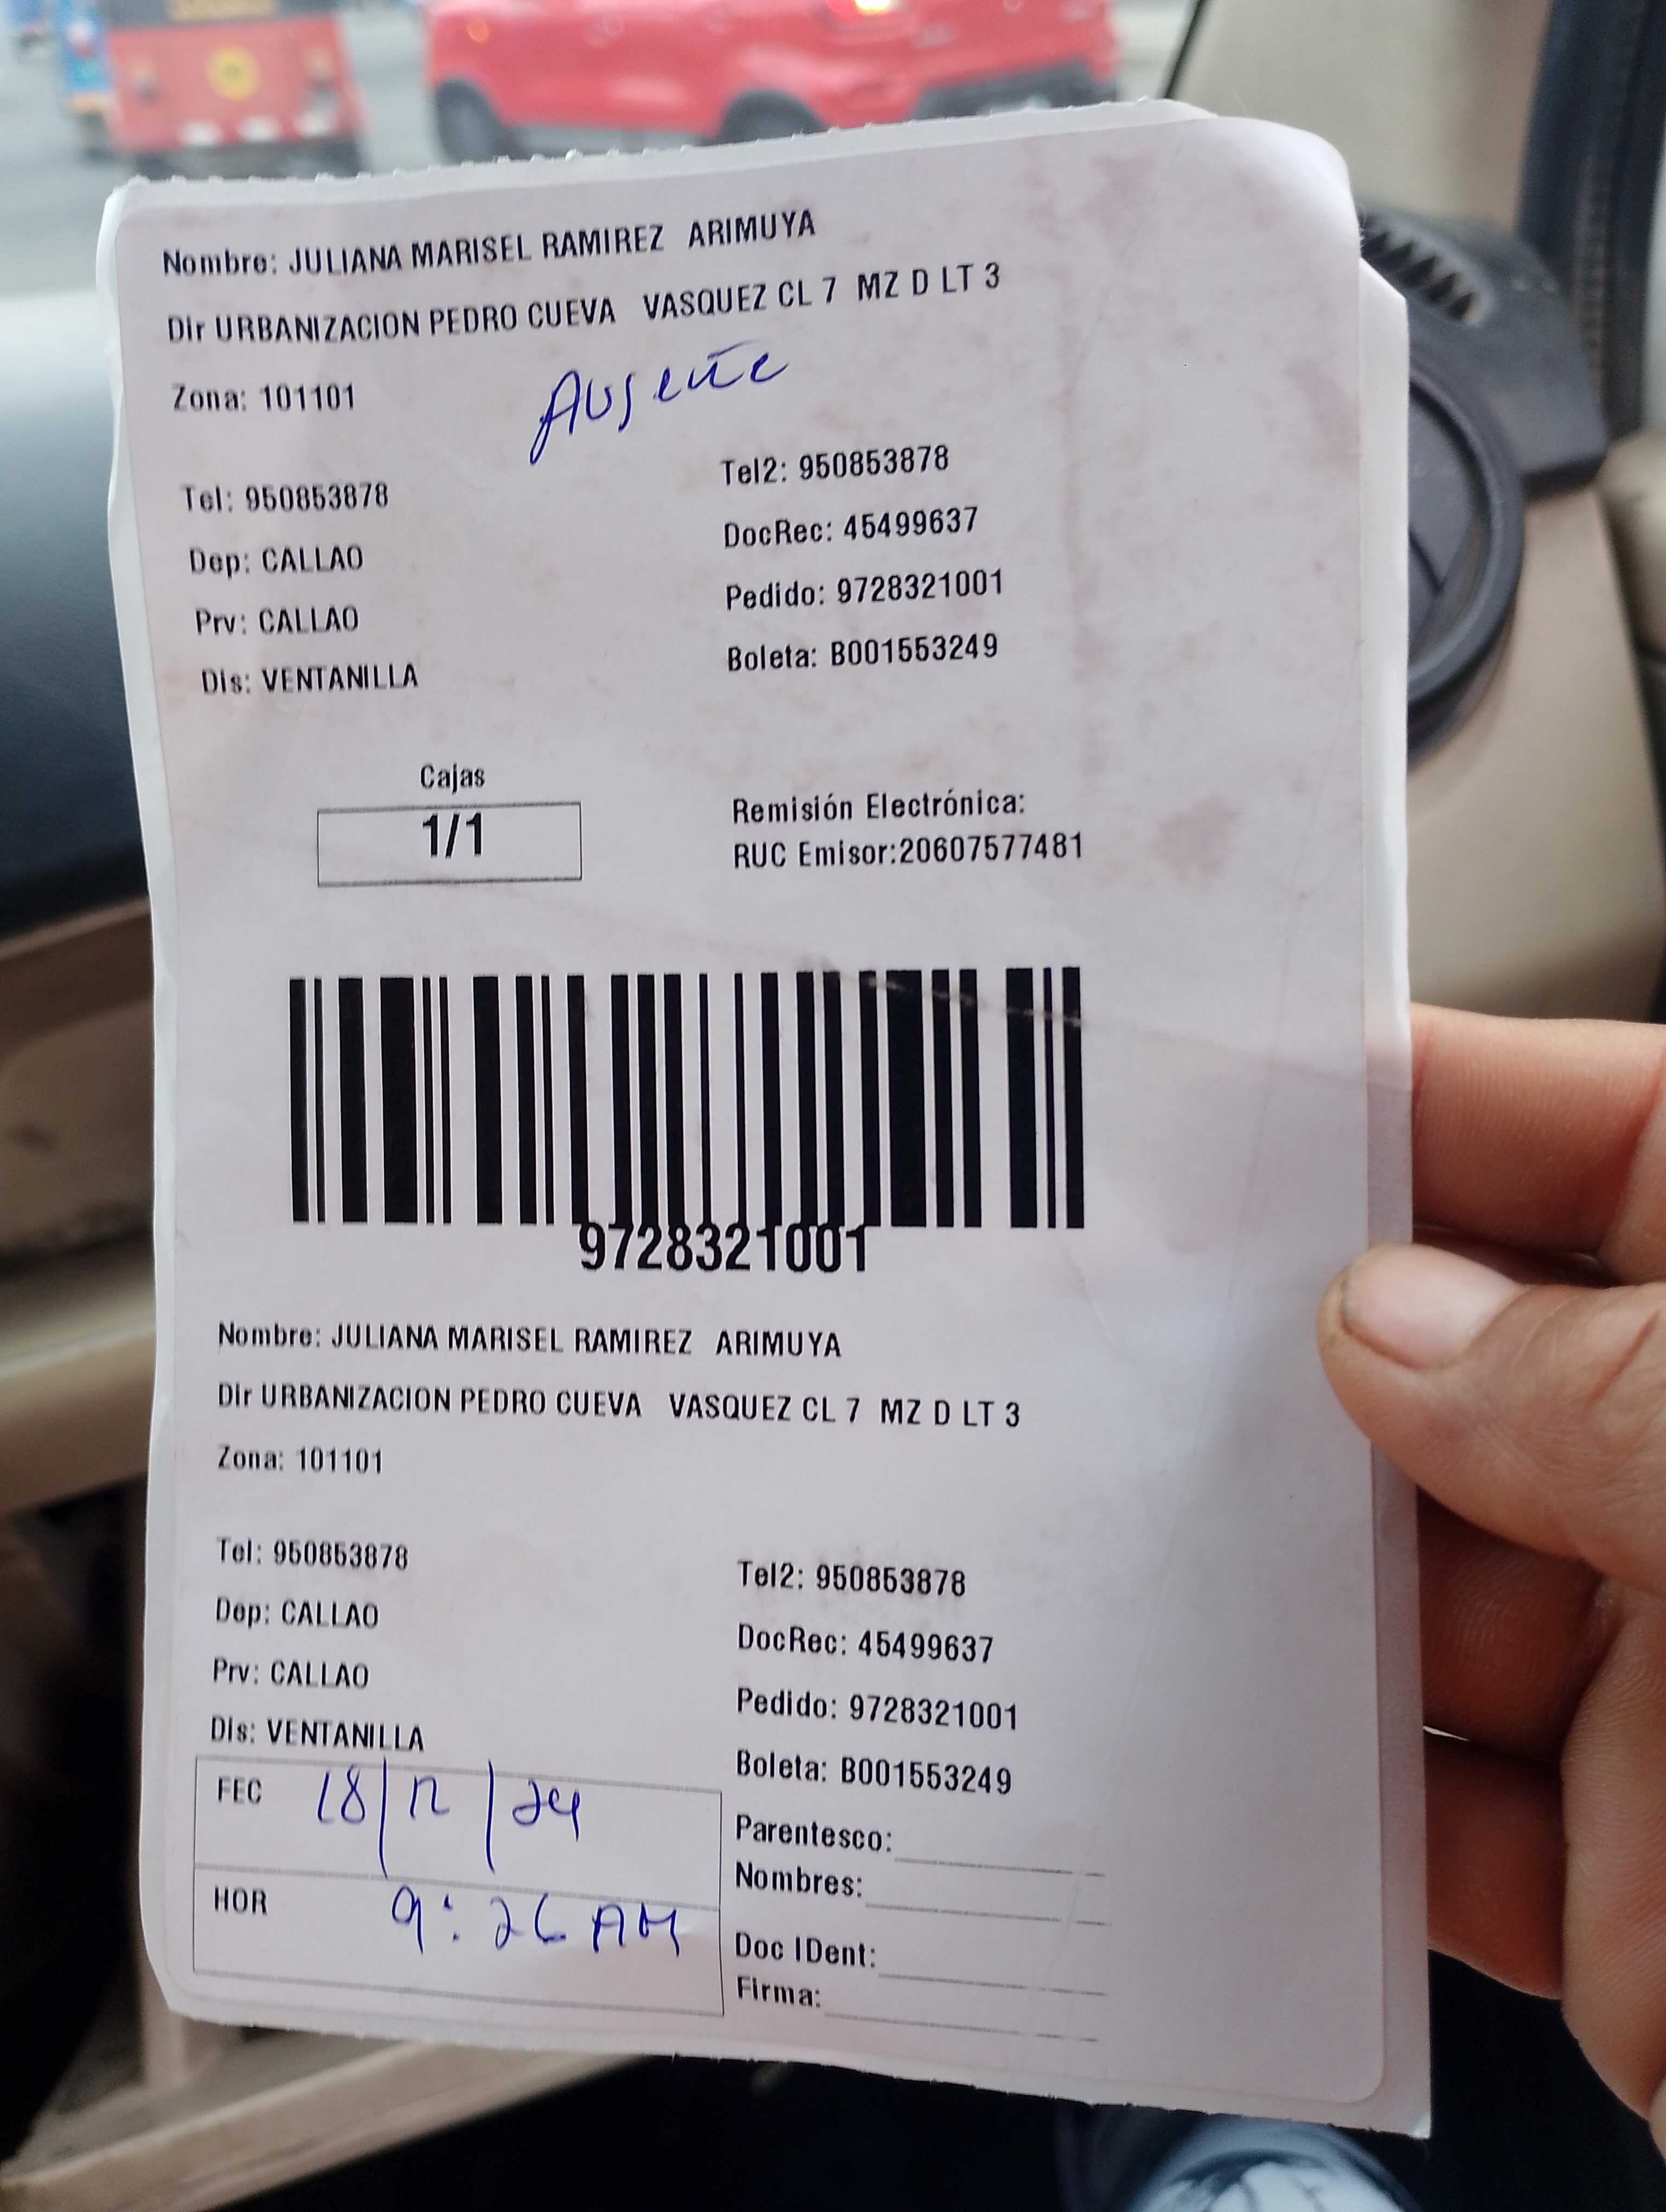 Nombre: JULIANA MARISEL RAMIREZ ARIMUYA
Dir URBANIZACION PEDRO CUEVA VASQUEZ CL 7 MZ D LT 3
Zona: 101101
Ausente
Tel: 950853878
Tel2: 950853878
Dep: CALLAO
DocRec: 45499637
Prv: CALLAO
Pedido: 9728321001
Dis: VENTANILLA
Boleta: B001553249
Cajas
1/1
Remisión Electrónica:
RUC Emisor:20607577481
9728321001
Nombre: JULIANA MARISEL RAMIREZ ARIMUYA
Dir URBANIZACION PEDRO CUEVA VASQUEZ CL 7 MZ D LT 3
Zona: 101101
Tel: 950853878
Tel2: 950853878
Dep: CALLAO
DocRec: 45499637
Prv: CALLAO
Pedido: 9728321001
Dis: VENTANILLA
Boleta: B001553249
FEC 18/12/24
HOR 9:26 AM
Parentesco:
Nombres:
Doc IDent:
Firma: